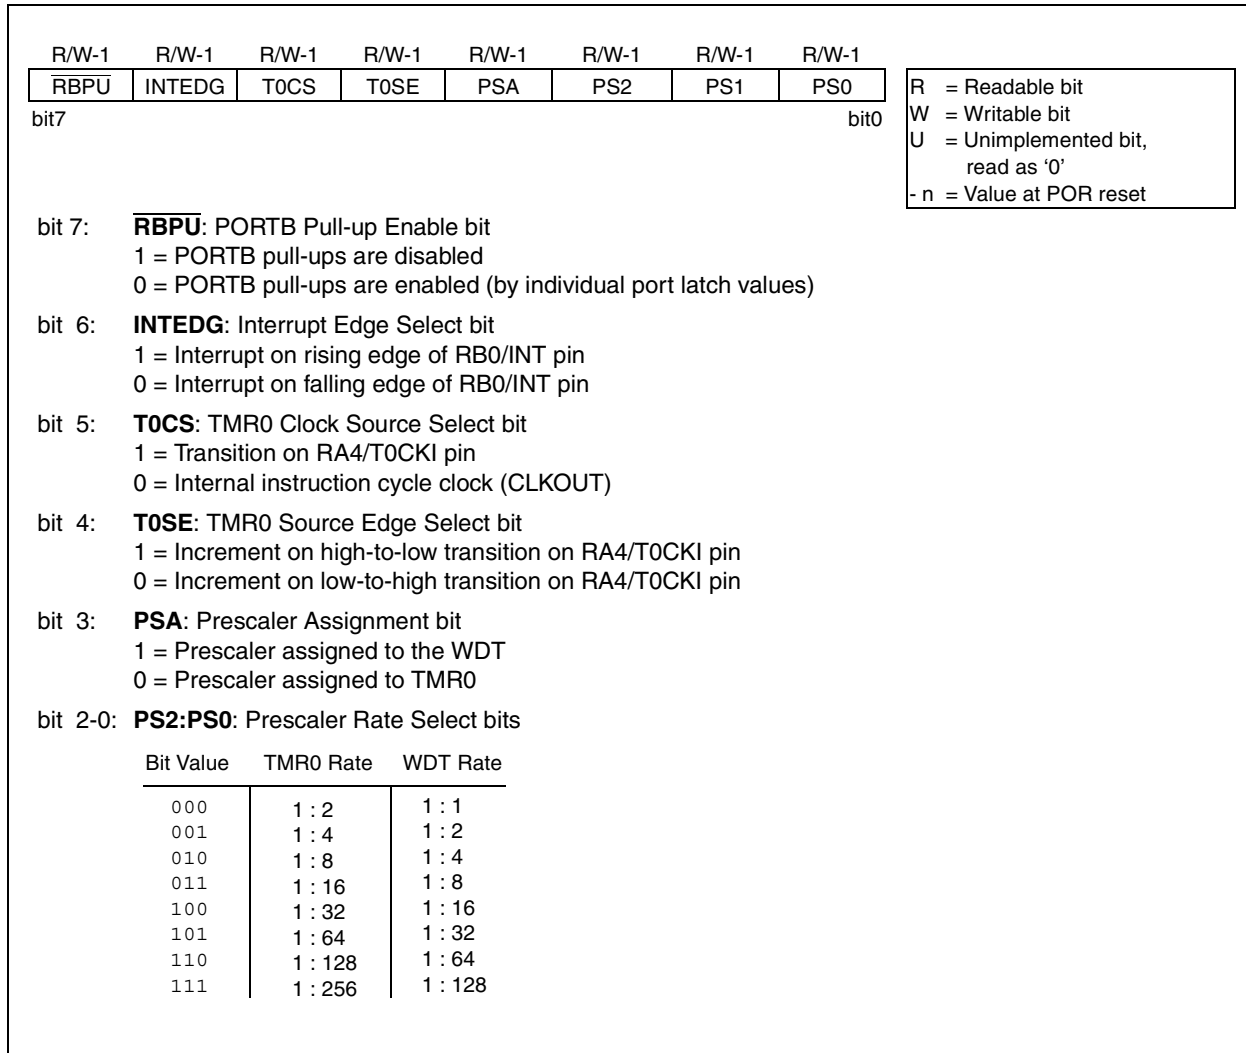 R/W-1 R/W-1 R/W-1 R/W-1 R/W-1 R/W-1 R/W-1 R/W-1
R̅B̅P̅U̅ INTEDG T0CS T0SE PSA PS2 PS1 PS0
bit7 bit0
R = Readable bit
W = Writable bit
U = Unimplemented bit,
read as ‘0’
- n = Value at POR reset
bit 7: R̅B̅P̅U̅: PORTB Pull-up Enable bit
1 = PORTB pull-ups are disabled
0 = PORTB pull-ups are enabled (by individual port latch values)
bit 6: INTEDG: Interrupt Edge Select bit
1 = Interrupt on rising edge of RB0/INT pin
0 = Interrupt on falling edge of RB0/INT pin
bit 5: T0CS: TMR0 Clock Source Select bit
1 = Transition on RA4/T0CKI pin
0 = Internal instruction cycle clock (CLKOUT)
bit 4: T0SE: TMR0 Source Edge Select bit
1 = Increment on high-to-low transition on RA4/T0CKI pin
0 = Increment on low-to-high transition on RA4/T0CKI pin
bit 3: PSA: Prescaler Assignment bit
1 = Prescaler assigned to the WDT
0 = Prescaler assigned to TMR0
bit 2-0: PS2:PS0: Prescaler Rate Select bits
Bit Value TMR0 Rate WDT Rate
000 1 : 2 1 : 1
001 1 : 4 1 : 2
010 1 : 8 1 : 4
011 1 : 16 1 : 8
100 1 : 32 1 : 16
101 1 : 64 1 : 32
110 1 : 128 1 : 64
111 1 : 256 1 : 128